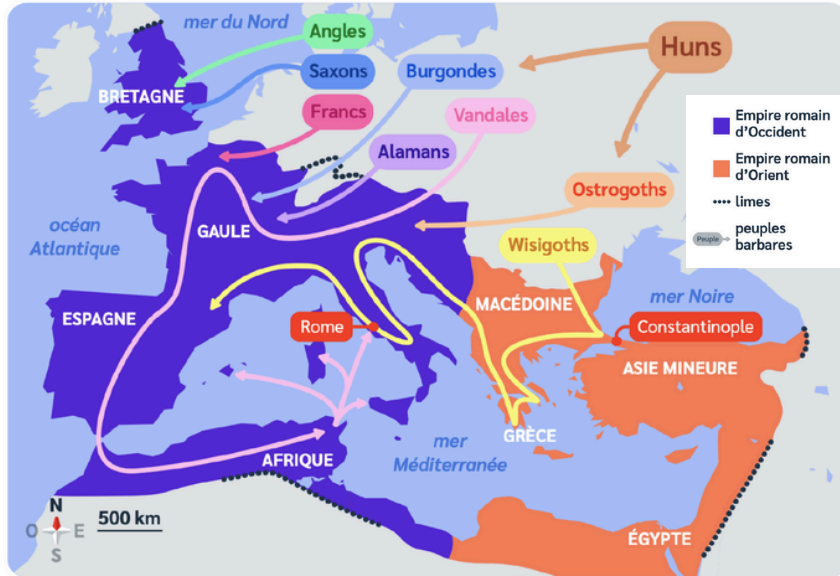 mer du Nord
Angles
Huns
Saxons
Burgondes
BRETAGNE
Francs
Vandales
Empire romain
d'Occident
Alamans
Empire romain
d'Orient
Ostrogoths
limes
océan
Atlantique
GAULE
Wisigoths
Peuple
peuples
barbares
ESPAGNE
MACÉDOINE
mer Noire
Rome
Constantinople
ASIE MINEURE
GRÈCE
mer
Méditerranée
AFRIQUE
N
O E
S
500 km
ÉGYPTE